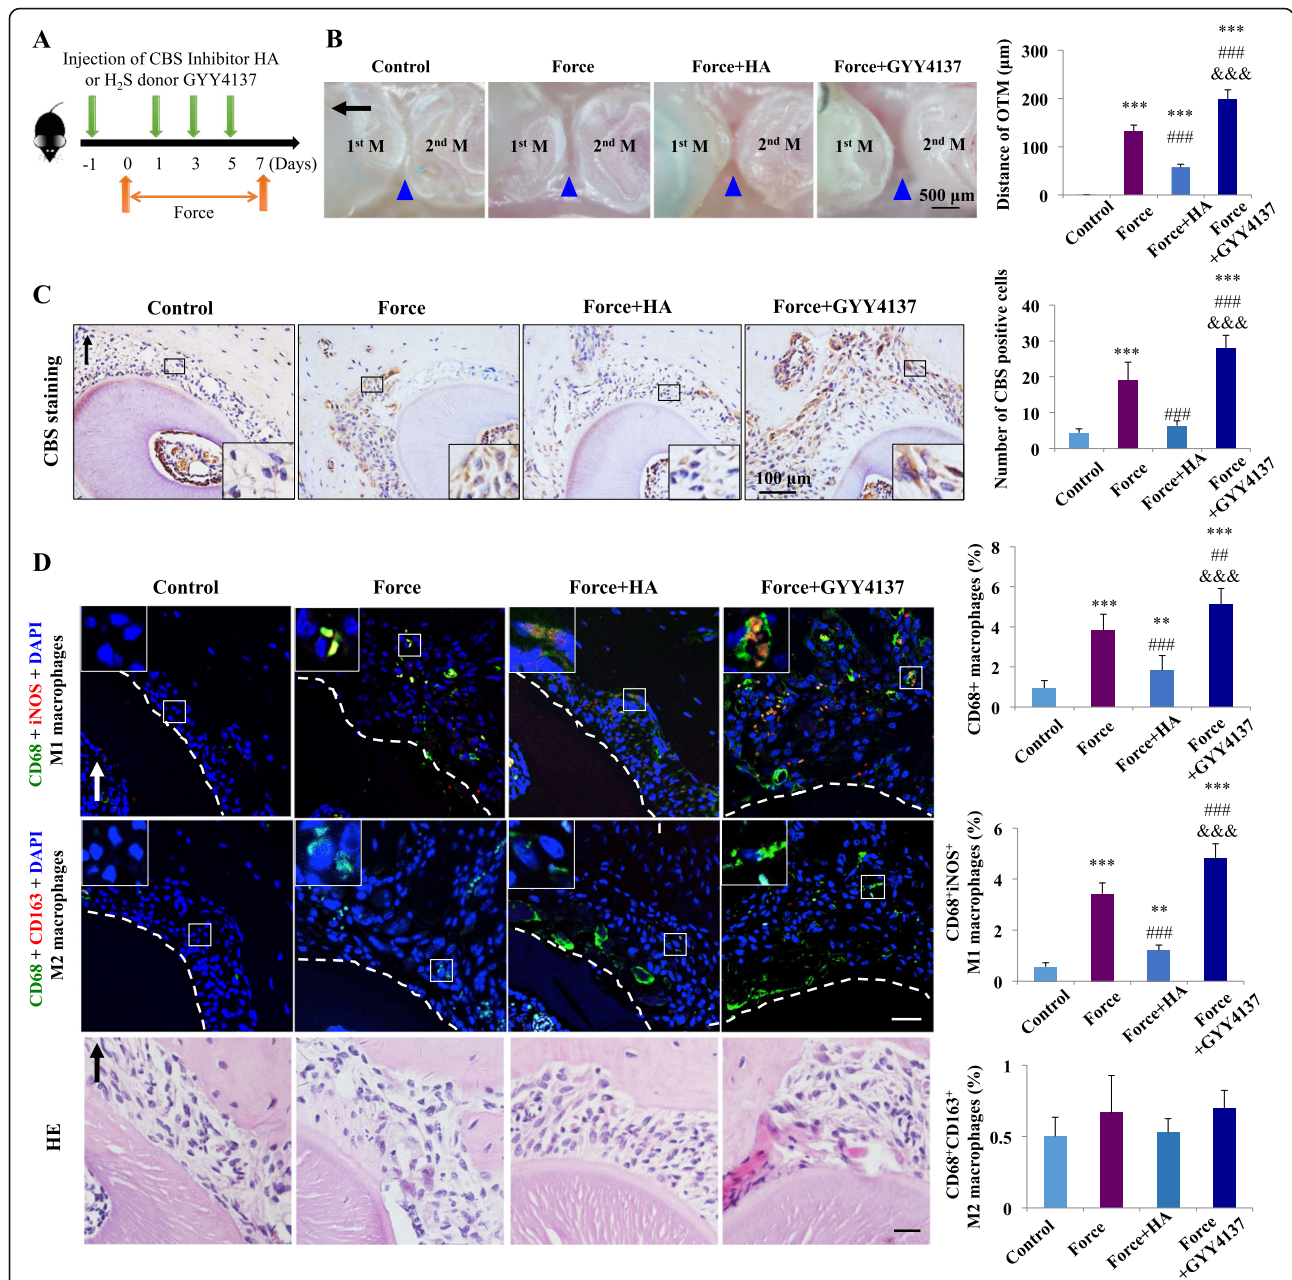 A
Injection of CBS Inhibitor HA
or H₂S donor GYY4137
-1 0 1 3 5 7 (Days)
Force
B
Control Force Force+HA Force+GYY4137
1st M 2nd M 1st M 2nd M 1st M 2nd M 1st M 2nd M
500 μm
Distance of OTM (μm)
300
200
100
0
***
***
###
***
###
&&&
Control Force Force+HA Force
+GYY4137
C
Control Force Force+HA Force+GYY4137
CBS staining
100 μm
Number of CBS positive cells
40
30
20
10
0
***
###
***
###
&&&
Control Force Force+HA Force
+GYY4137
D
Control Force Force+HA Force+GYY4137
CD68 + iNOS + DAPI
M1 macrophages
CD68 + CD163 + DAPI
M2 macrophages
HE
CD68+ macrophages (%)
8
6
4
2
0
***
**
###
***
##
&&&
Control Force Force+HA Force
+GYY4137
CD68⁺iNOS⁺
M1 macrophages (%)
6
4
2
0
***
**
###
***
###
&&&
Control Force Force+HA Force
+GYY4137
CD68⁺CD163⁺
M2 macrophages (%)
1
0.5
0
Control Force Force+HA Force
+GYY4137